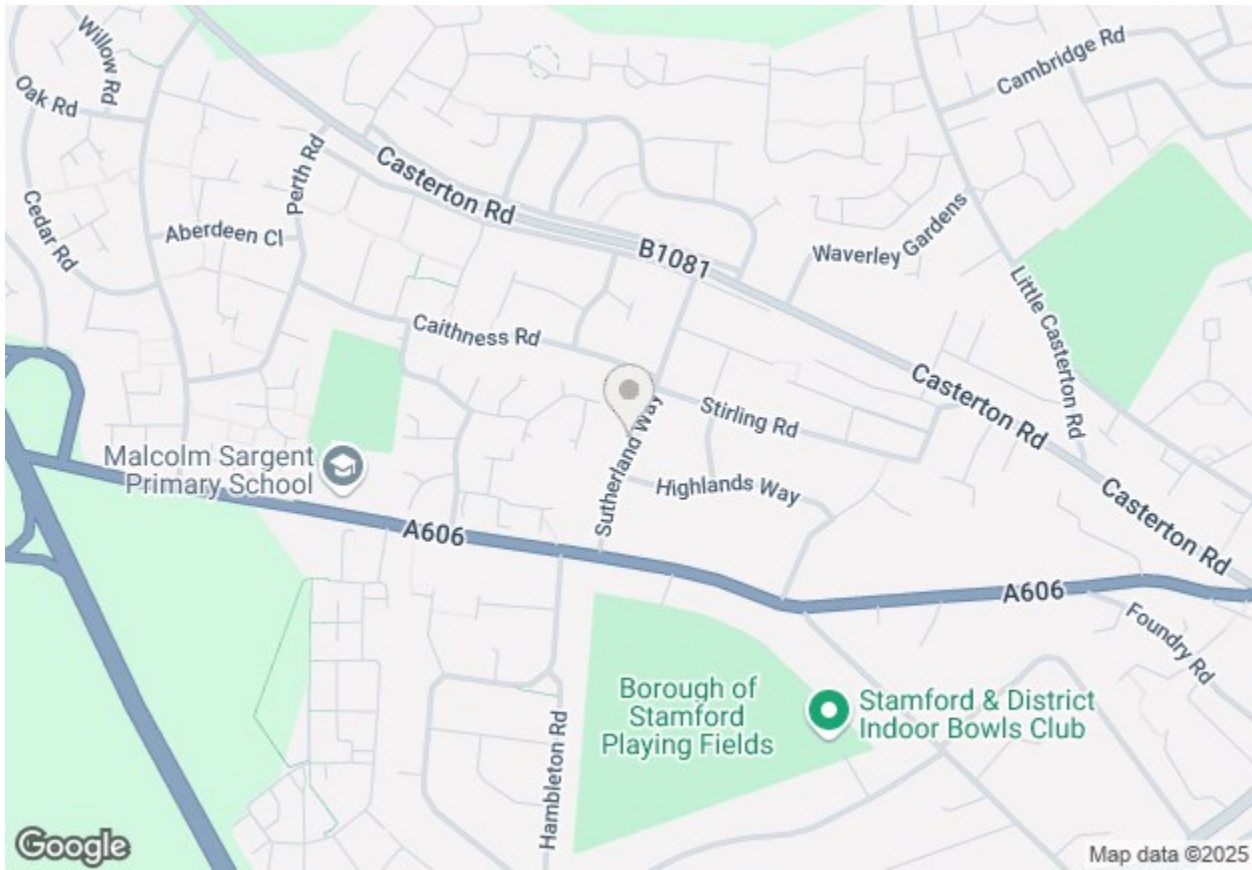 Willow Rd
Cambridge Rd
Oak Rd
Perth Rd
Casterton Rd
Cedar Rd
Aberdeen Cl
B1081
Waverley Gardens
Little Casterton Rd
Caithness Rd
Casterton Rd
Stirling Rd
Sutherland Way
Malcolm Sargent
Primary School
Highlands Way
Casterton Rd
A606
A606
Foundry Rd
Borough of
Stamford
Playing Fields
Stamford & District
Indoor Bowls Club
Hambleton Rd
Google
Map data ©2025